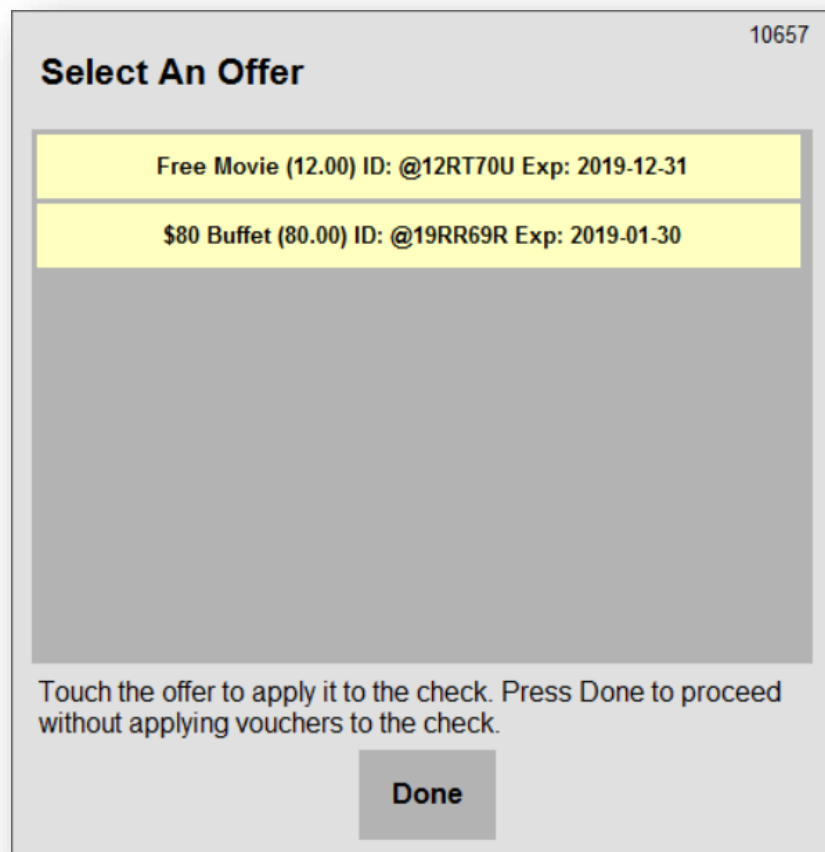 10657
Select An Offer
Free Movie (12.00) ID: @12RT70U Exp: 2019-12-31
$80 Buffet (80.00) ID: @19RR69R Exp: 2019-01-30
Touch the offer to apply it to the check. Press Done to proceed
without applying vouchers to the check.
Done